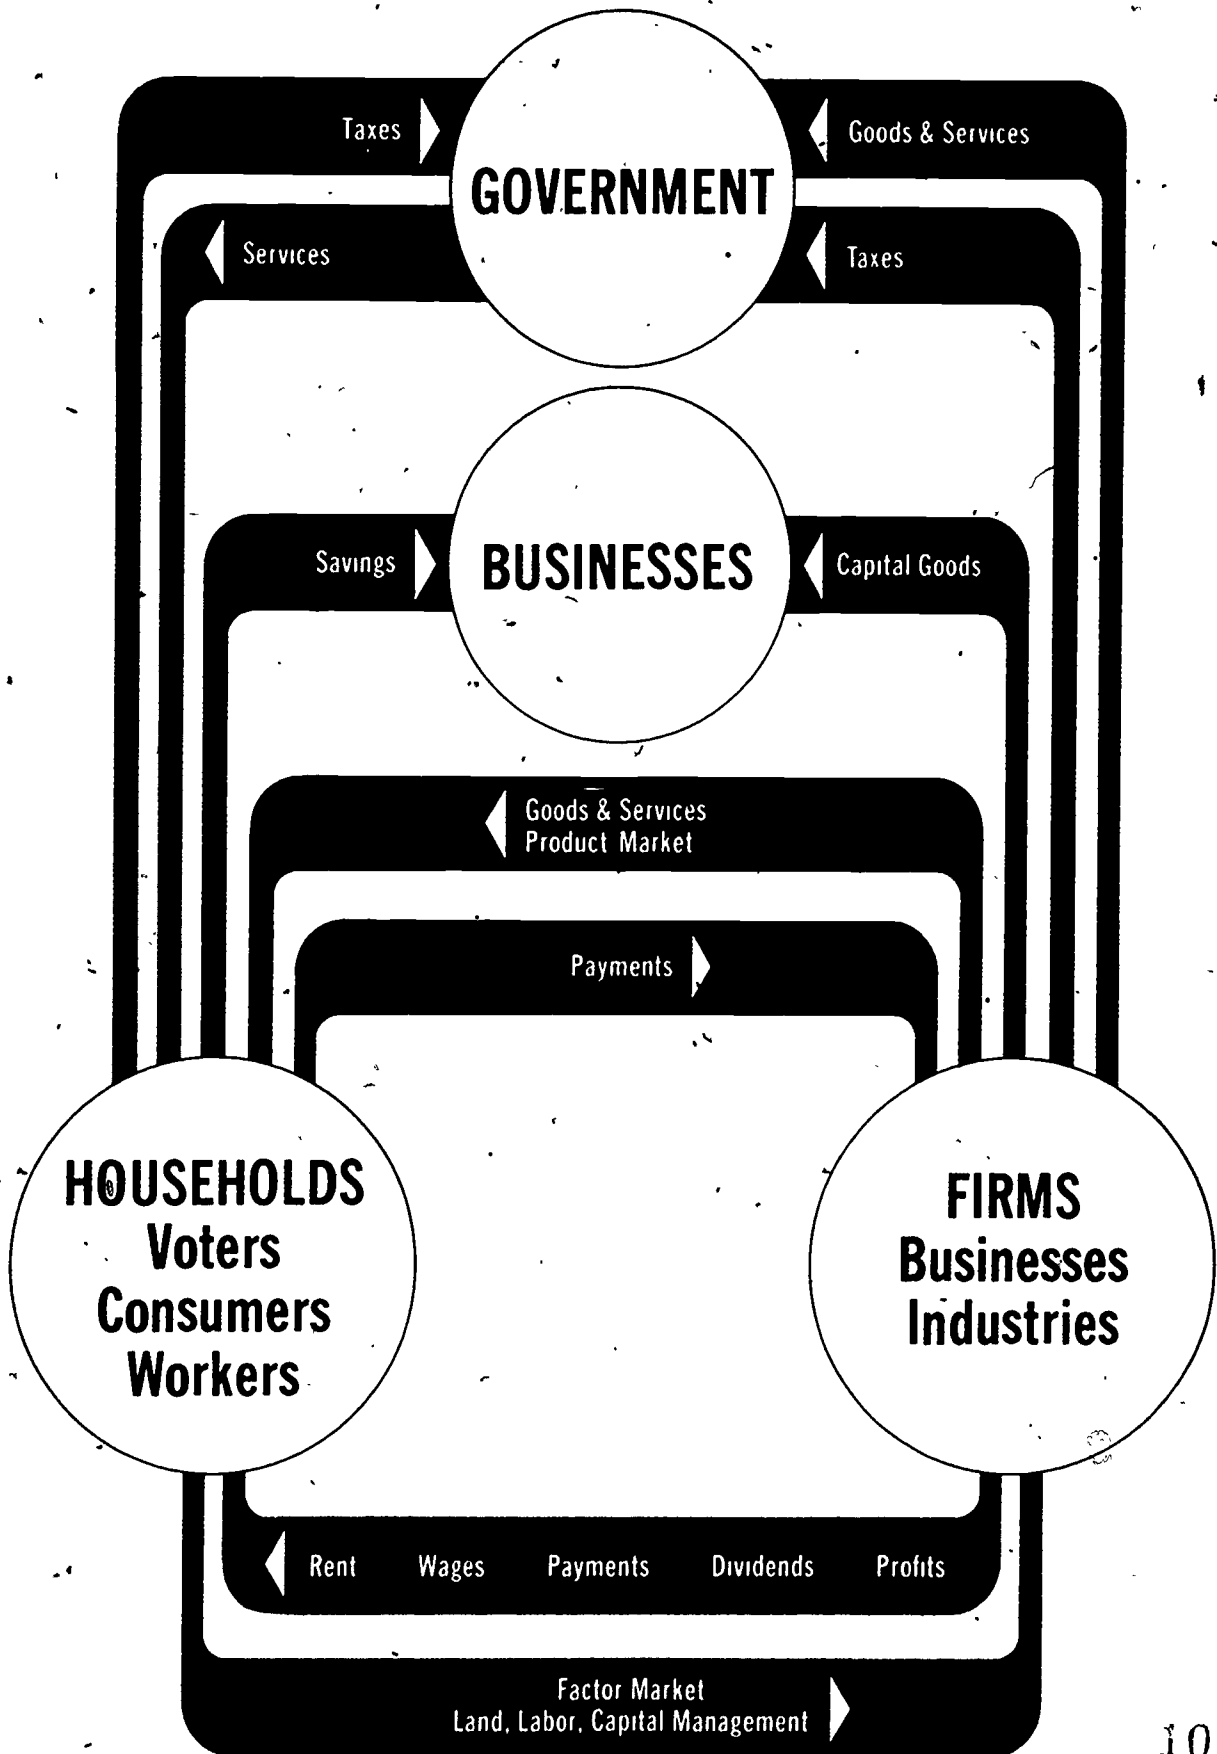 Taxes
Goods & Services
GOVERNMENT
Services
Taxes
Savings
BUSINESSES
Capital Goods
Goods & Services
Product Market
Payments
HOUSEHOLDS
Voters
Consumers
Workers
FIRMS
Businesses
Industries
Rent Wages Payments Dividends Profits
Factor Market
Land, Labor, Capital Management
10